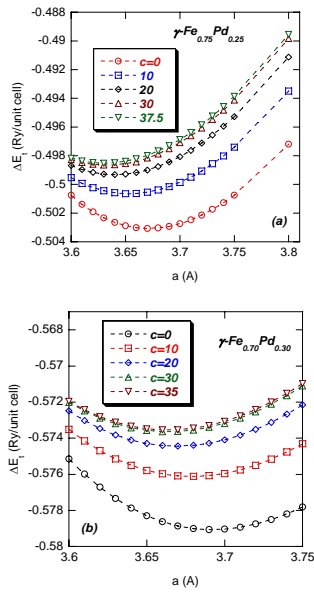 γ-Fe0.75Pd0.25
-0.488
-0.49
-0.492
-0.494
-0.496
-0.498
-0.5
-0.502
-0.504
c=0
10
20
30
37.5
ΔEt (Ry/unit cell)
(a)
3.6 3.65 3.7 3.75 3.8
a (A)
γ-Fe0.70Pd0.30
-0.568
-0.57
-0.572
-0.574
-0.576
-0.578
-0.58
c=0
c=10
c=20
c=30
c=35
ΔEt (Ry/unit cell)
(b)
3.6 3.65 3.7 3.75
a (A)